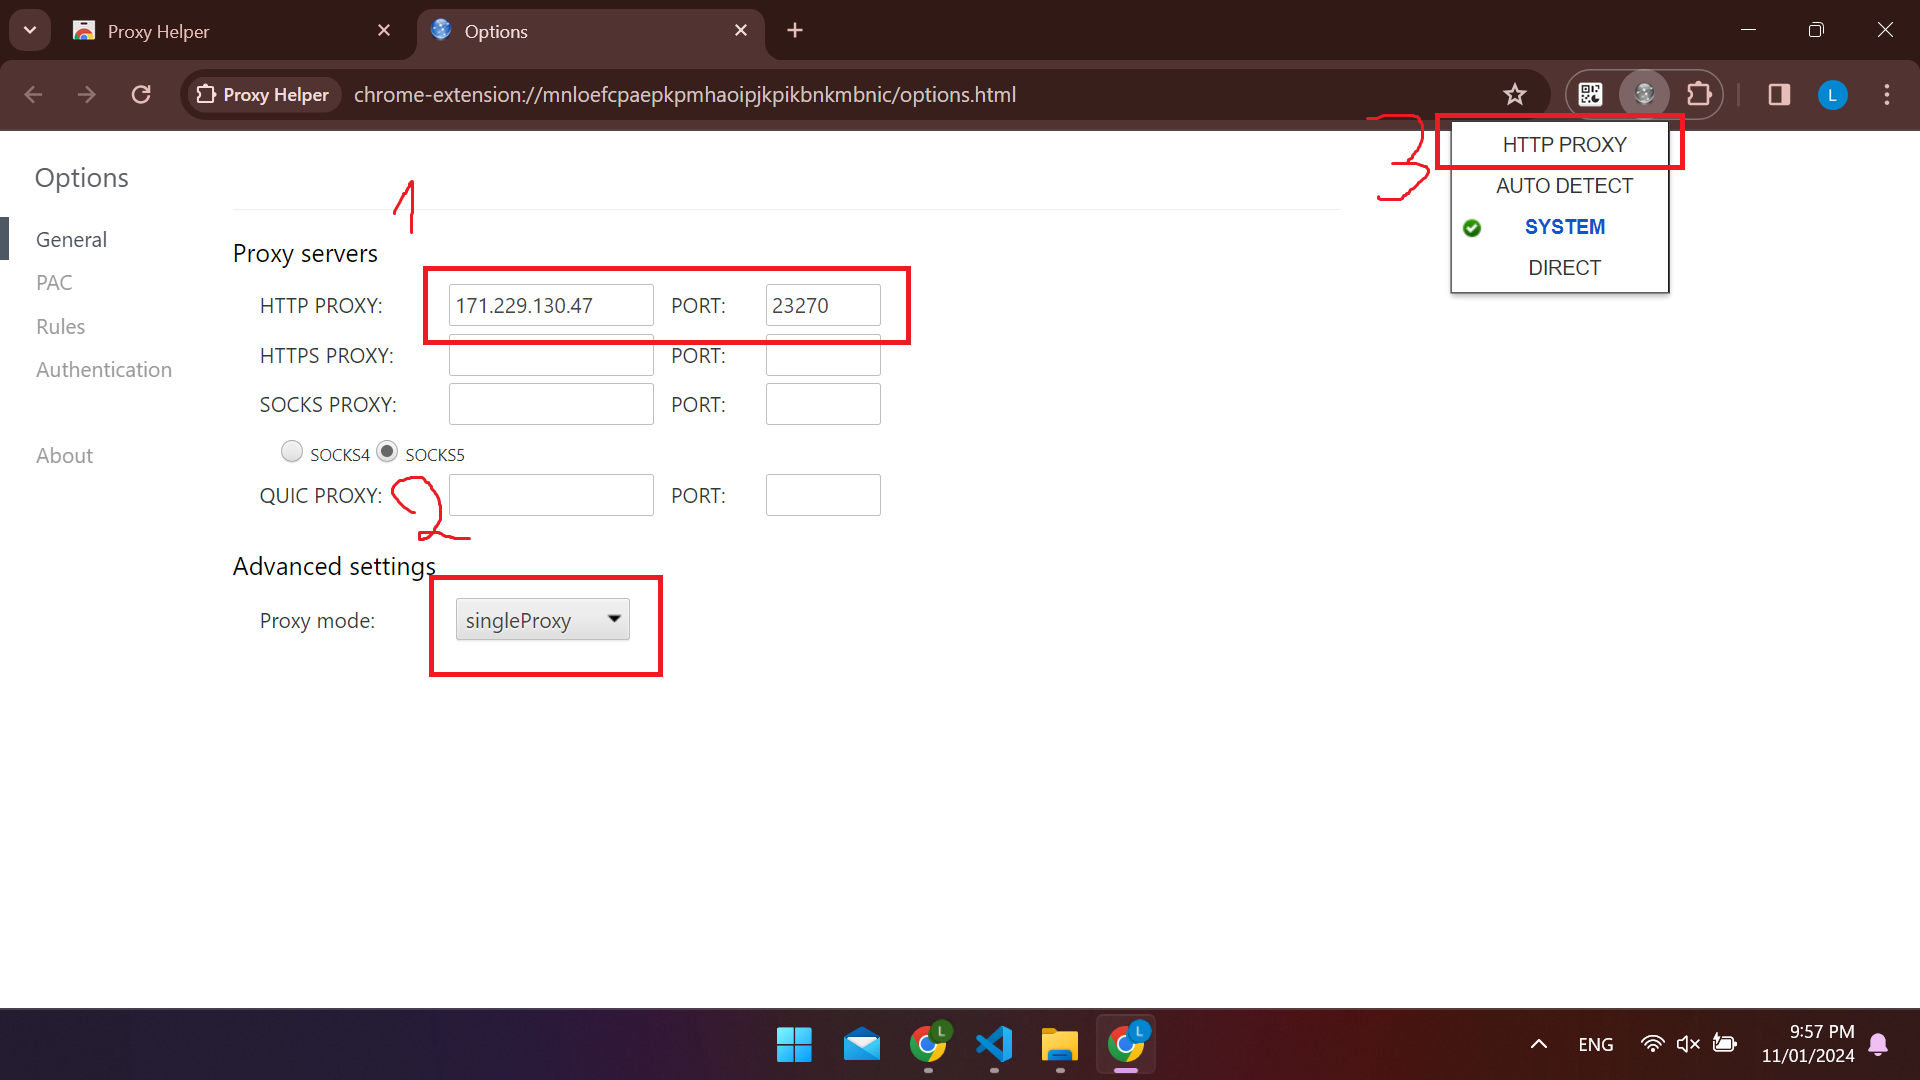 Proxy Helper
Options
Proxy Helper
chrome-extension://mnloefcpaepkpmhaoipjkpikbnkmbnic/options.html
L
3
HTTP PROXY
AUTO DETECT
SYSTEM
DIRECT
Options
General
PAC
Rules
Authentication
About
1
Proxy servers
HTTP PROXY: 171.229.130.47 PORT: 23270
HTTPS PROXY: PORT:
SOCKS PROXY: PORT:
SOCKS4 SOCKS5
QUIC PROXY: PORT:
2
Advanced settings
Proxy mode: singleProxy
L
L
ENG
9:57 PM
11/01/2024